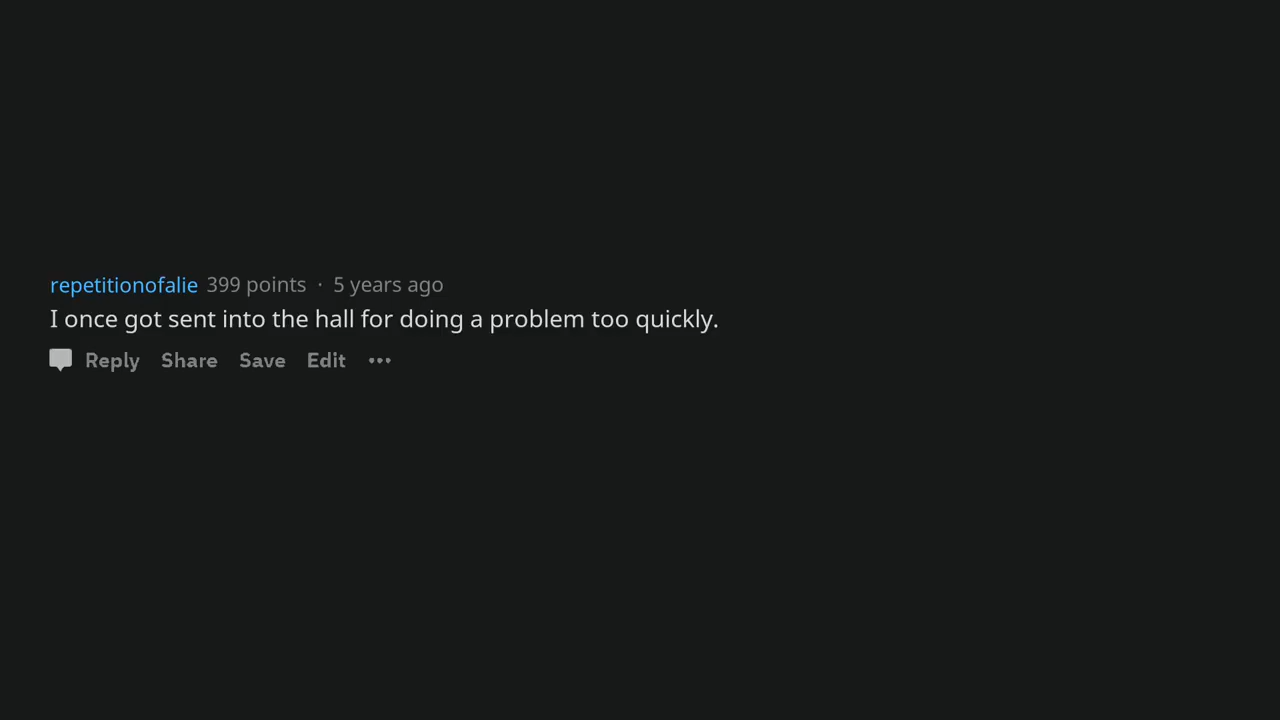 repetitionofalie 399 points · 5 years ago
I once got sent into the hall for doing a problem too quickly.
Reply Share Save Edit •••